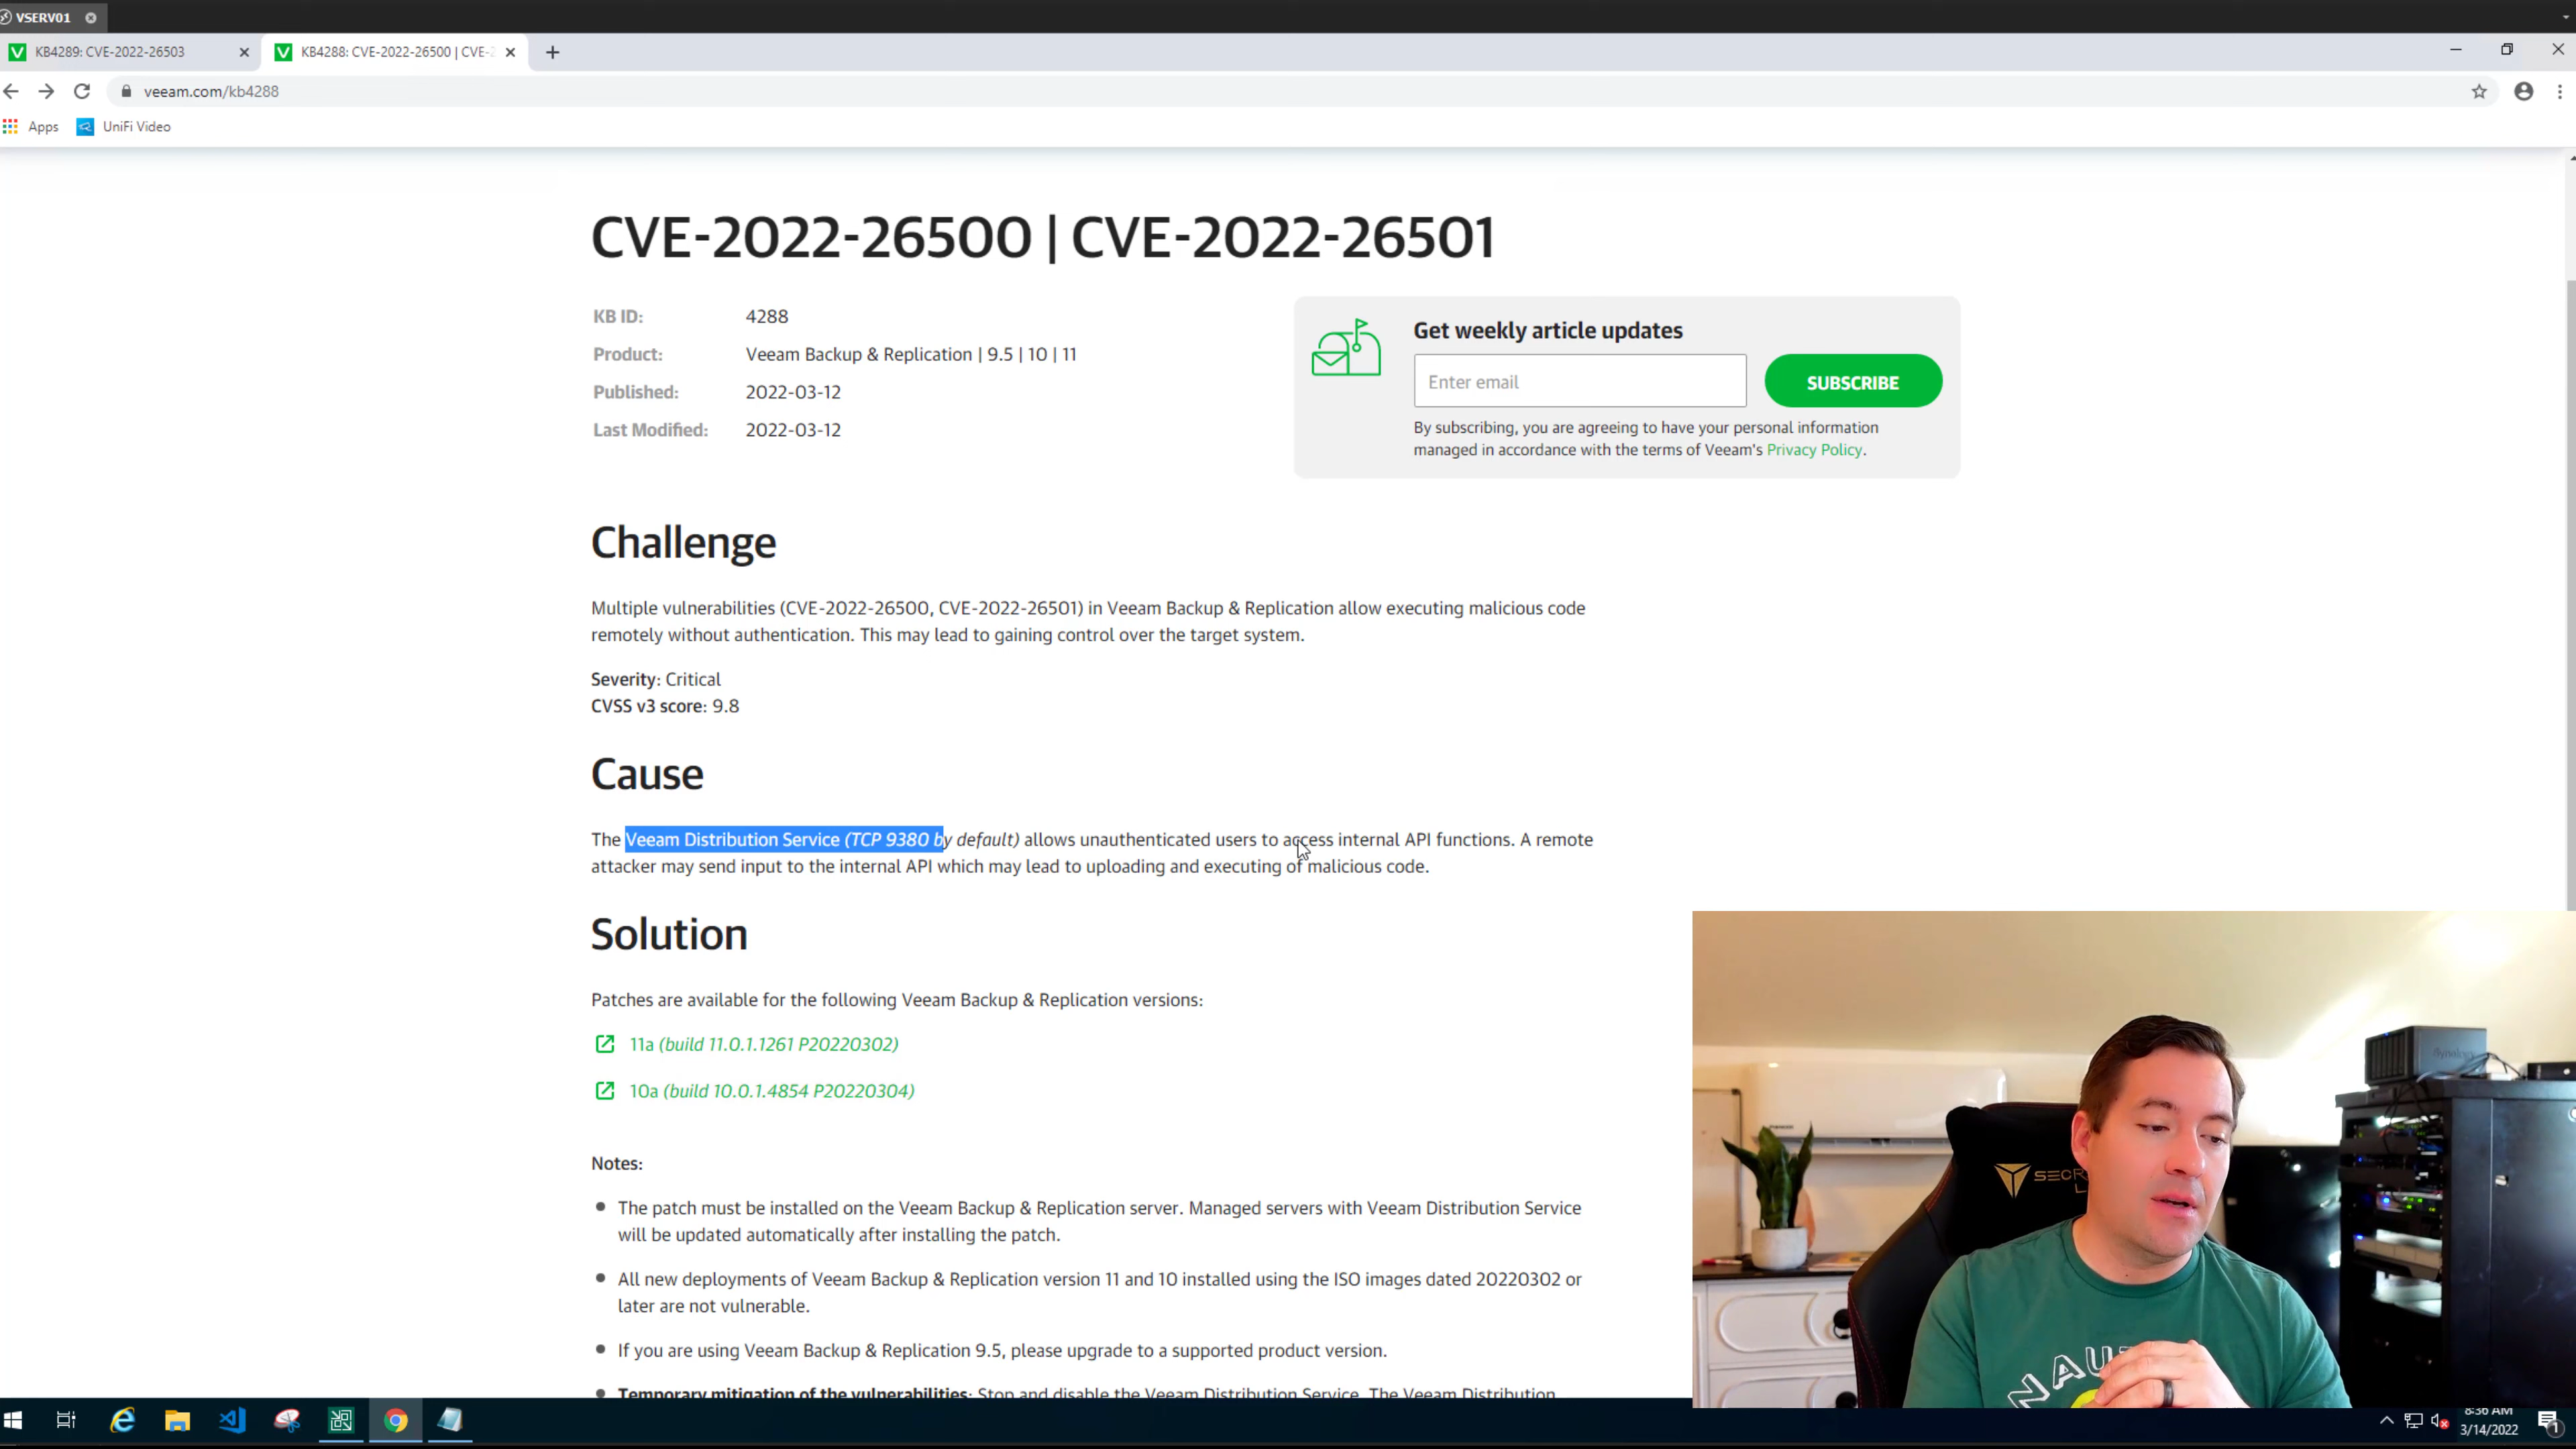 VSERV01
KB4289: CVE-2022-26503
KB4288: CVE-2022-26500 | CVE-2
veeam.com/kb4288
Apps
UniFi Video
CVE-2022-26500 | CVE-2022-26501
KB ID: 4288
Product: Veeam Backup & Replication | 9.5 | 10 | 11
Published: 2022-03-12
Last Modified: 2022-03-12
Get weekly article updates
Enter email
SUBSCRIBE
By subscribing, you are agreeing to have your personal information
managed in accordance with the terms of Veeam's Privacy Policy.
Challenge
Multiple vulnerabilities (CVE-2022-26500, CVE-2022-26501) in Veeam Backup & Replication allow executing malicious code
remotely without authentication. This may lead to gaining control over the target system.
Severity: Critical
CVSS v3 score: 9.8
Cause
The Veeam Distribution Service (TCP 9380 by default) allows unauthenticated users to access internal API functions. A remote
attacker may send input to the internal API which may lead to uploading and executing of malicious code.
Solution
Patches are available for the following Veeam Backup & Replication versions:
11a (build 11.0.1.1261 P20220302)
10a (build 10.0.1.4854 P20220304)
Notes:
The patch must be installed on the Veeam Backup & Replication server. Managed servers with Veeam Distribution Service
will be updated automatically after installing the patch.
All new deployments of Veeam Backup & Replication version 11 and 10 installed using the ISO images dated 20220302 or
later are not vulnerable.
If you are using Veeam Backup & Replication 9.5, please upgrade to a supported product version.
Temporary mitigation of the vulnerabilities: Stop and disable the Veeam Distribution Service. The Veeam Distribution
Synology
SECR
L
NAU
8:36 AM
3/14/2022
1